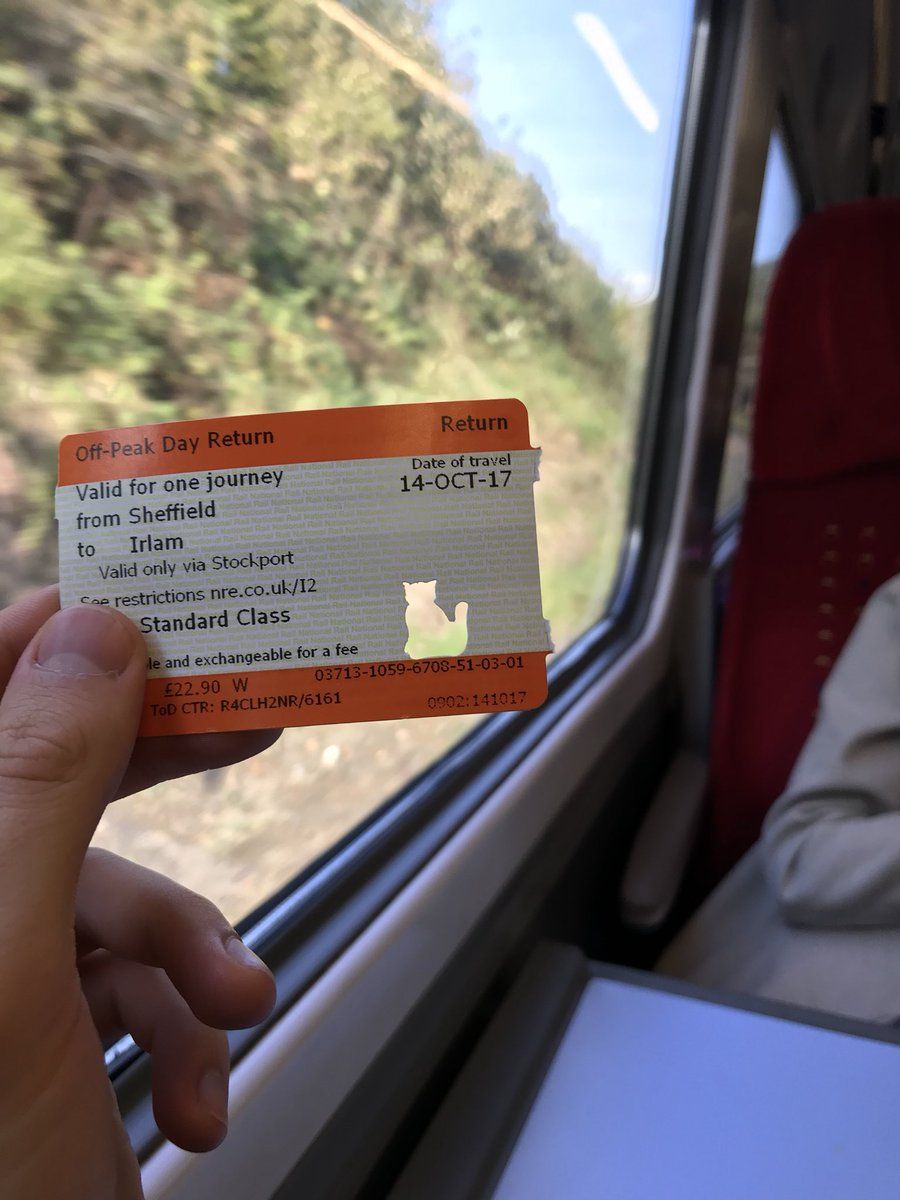 Off-Peak Day Return Return
Date of travel
Valid for one journey 14-OCT-17
from Sheffield
to Irlam
Valid only via Stockport
See restrictions nre.co.uk/I2
Standard Class
le and exchangeable for a fee
£22.90 W 03713-1059-6708-51-03-01
ToD CTR: R4CLH2NR/6161 0902:141017